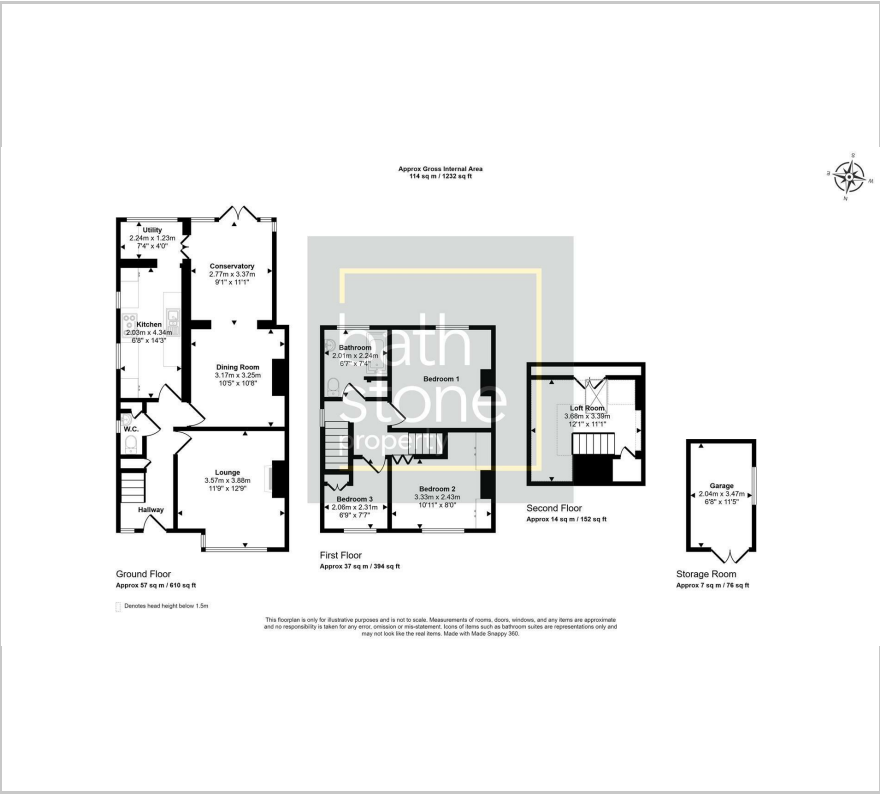 Approx Gross Internal Area
114 sq m / 1232 sq ft
S
E
W
N
Utility
2.24m x 1.23m
7'4" x 4'0"
Conservatory
2.77m x 3.37m
9'1" x 11'1"
Kitchen
2.03m x 4.34m
6'8" x 14'3"
Dining Room
3.17m x 3.25m
10'5" x 10'8"
W.C.
Lounge
3.57m x 3.88m
11'9" x 12'9"
Hallway
Ground Floor
Approx 57 sq m / 610 sq ft
Denotes head height below 1.5m
bath
stone
property
Bathroom
2.01m x 2.24m
6'7" x 7'4"
Bedroom 1
Bedroom 2
3.33m x 2.43m
10'11" x 8'0"
Bedroom 3
2.06m x 2.31m
6'9" x 7'7"
First Floor
Approx 37 sq m / 394 sq ft
Loft Room
3.68m x 3.39m
12'1" x 11'1"
Second Floor
Approx 14 sq m / 152 sq ft
Garage
2.04m x 3.47m
6'8" x 11'5"
Storage Room
Approx 7 sq m / 76 sq ft
This floorplan is only for illustrative purposes and is not to scale. Measurements of rooms, doors, windows, and any items are approximate
and no responsibility is taken for any error, omission or mis-statement. Icons of items such as bathroom suites are representations only and
may not look like the real items. Made with Made Snappy 360.